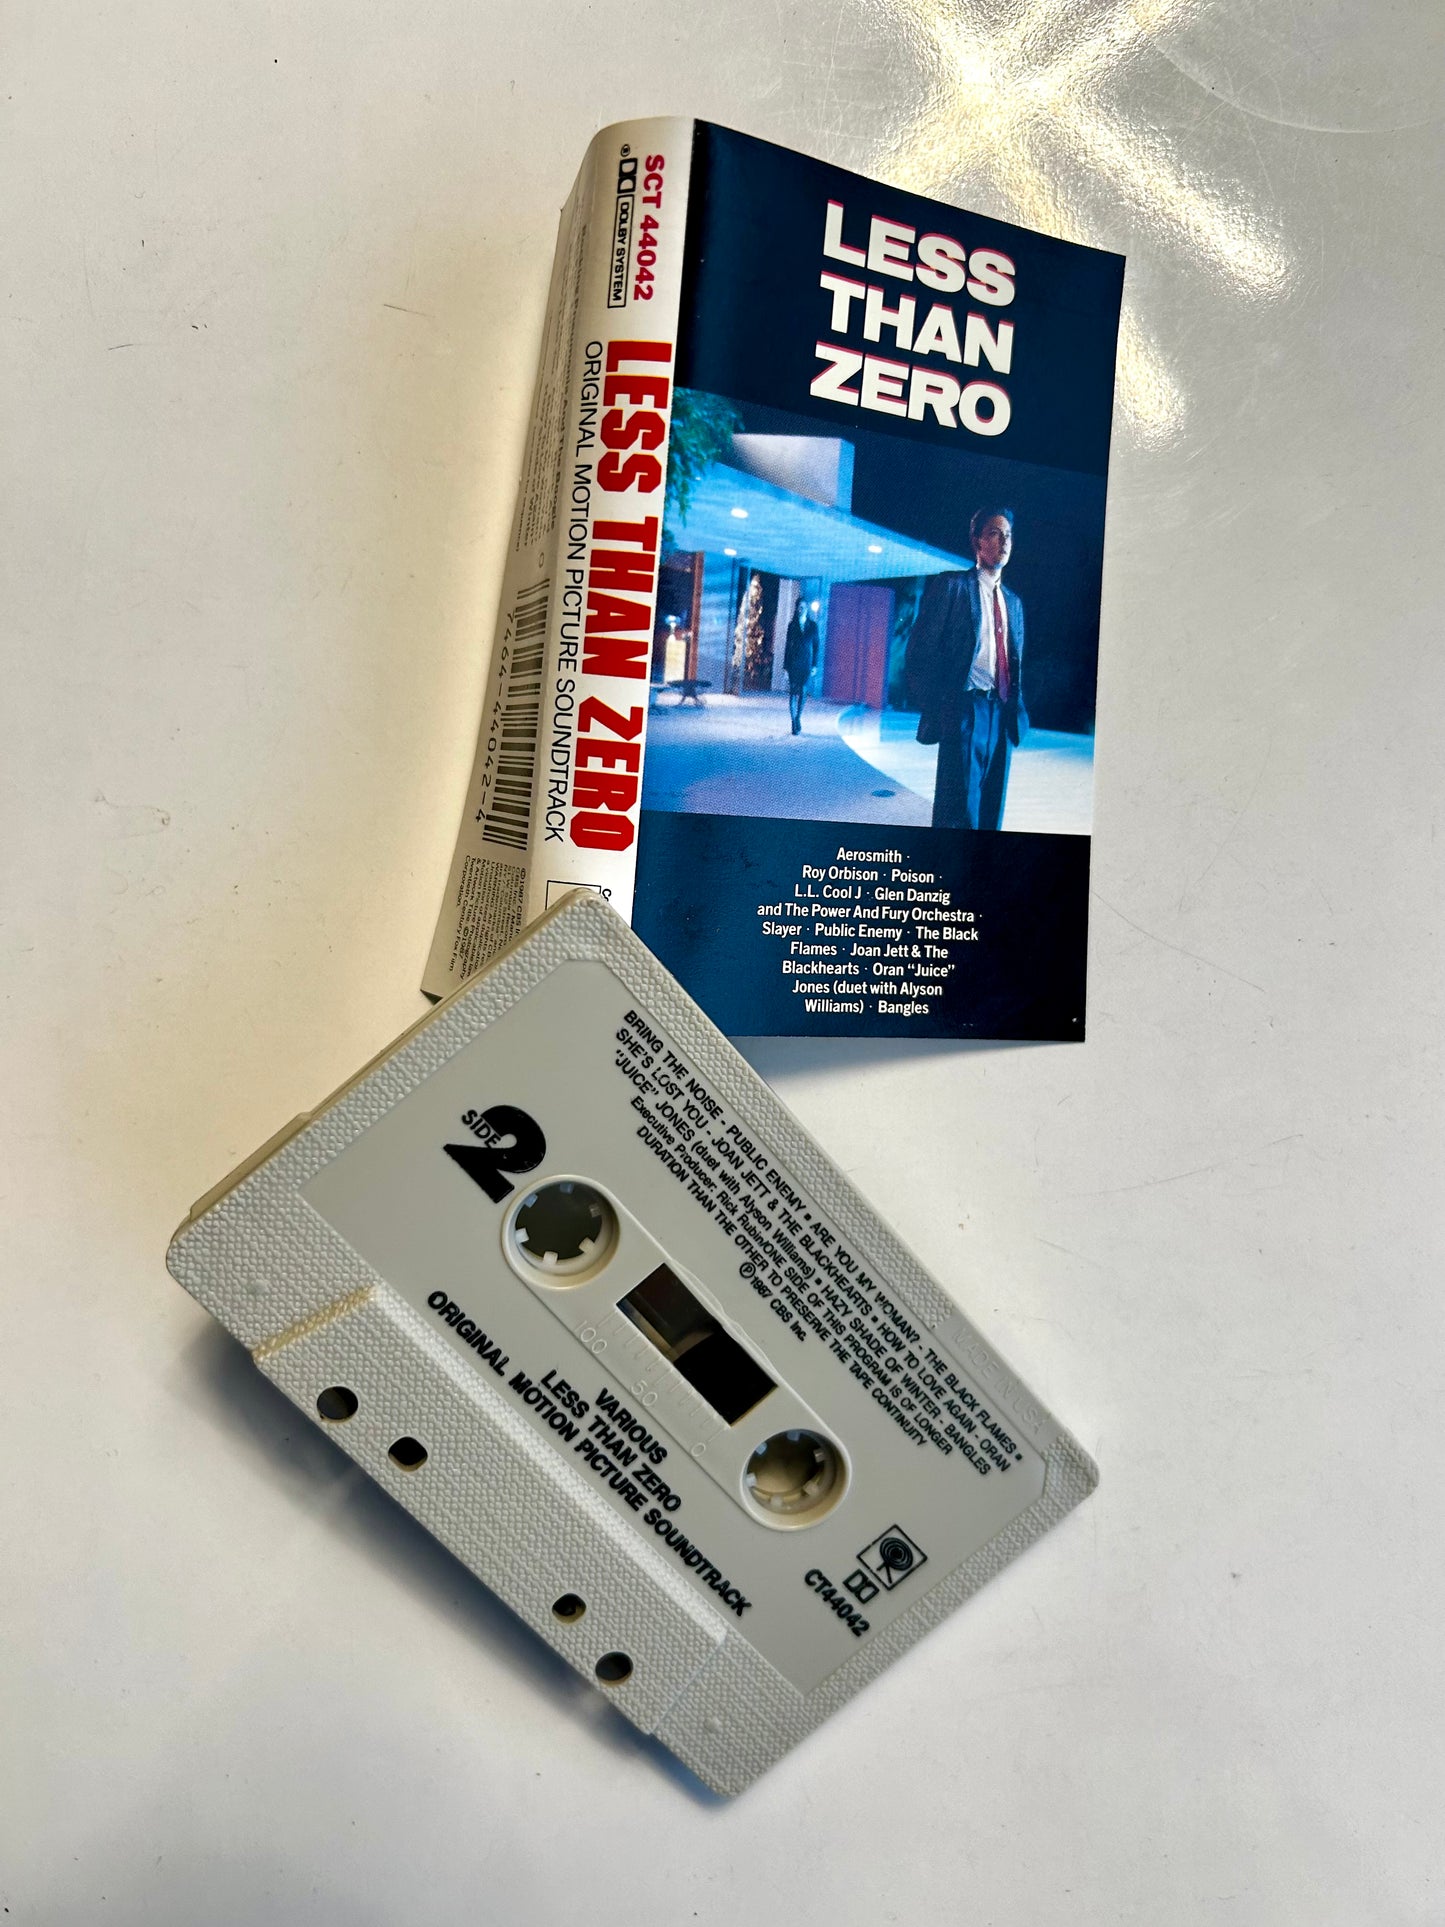 SCT 44042
DOLBY SYSTEM
LESS THAN ZERO
ORIGINAL MOTION PICTURE SOUNDTRACK
7464-44042-4
LESS
THAN
ZERO
Aerosmith ·
Roy Orbison · Poison ·
L.L. Cool J · Glen Danzig
and The Power And Fury Orchestra ·
Slayer · Public Enemy · The Black
Flames · Joan Jett & The
Blackhearts · Oran "Juice"
Jones (duet with Alyson
Williams) · Bangles
BRING THE NOISE - PUBLIC ENEMY ▪ ARE YOU MY WOMAN? - THE BLACK FLAMES ▪
SHE'S LOST YOU - JOAN JETT & THE BLACKHEARTS ▪ HOW TO LOVE AGAIN - ORAN
"JUICE" JONES (duet with Alyson Williams) ▪ HAZY SHADE OF WINTER - BANGLES
Executive Producer: Rick Rubin/ONE SIDE OF THIS PROGRAM IS OF LONGER
DURATION THAN THE OTHER TO PRESERVE THE TAPE CONTINUITY
℗1987 CBS Inc.
MADE IN USA
SIDE 2
100 50 0
VARIOUS
LESS THAN ZERO
ORIGINAL MOTION PICTURE SOUNDTRACK
CT44042